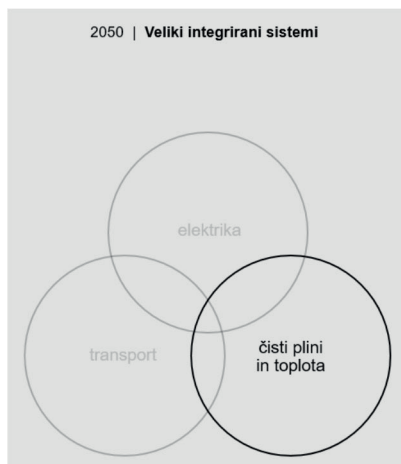 2050 | Veliki integrirani sistemi
elektrika
transport
čisti plini
in toplota